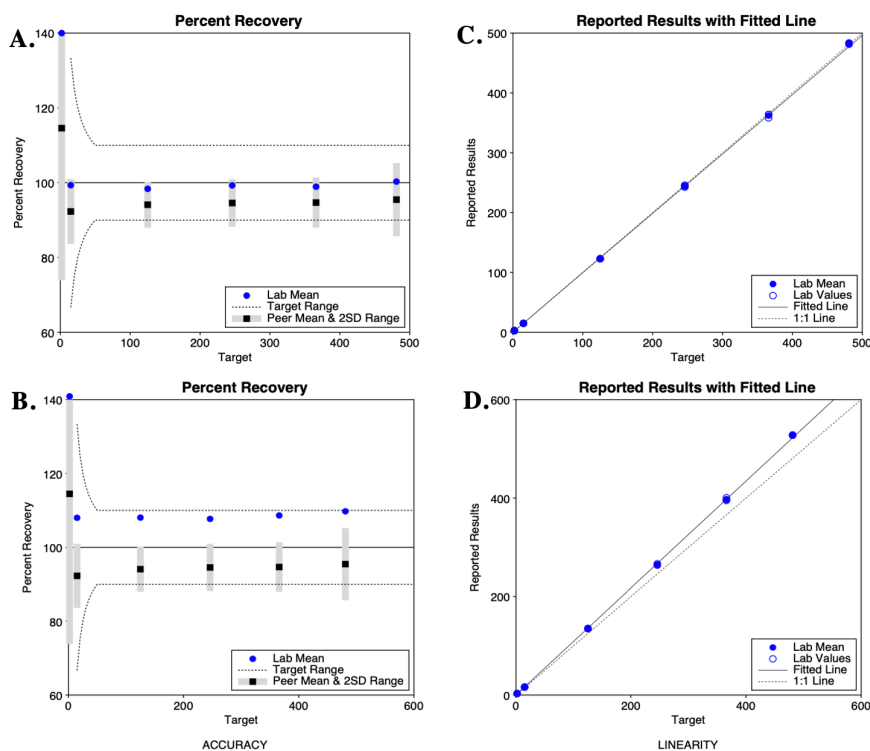 A.
Percent Recovery
140
120
100
80
60
Percent Recovery
0
100
200
300
400
500
Target
Lab Mean
Target Range
Peer Mean & 2SD Range
C.
Reported Results with Fitted Line
500
400
300
200
100
0
Reported Results
0
100
200
300
400
500
Target
Lab Mean
Lab Values
Fitted Line
1:1 Line
B.
Percent Recovery
140
120
100
80
60
Percent Recovery
0
200
400
600
Target
Lab Mean
Target Range
Peer Mean & 2SD Range
ACCURACY
D.
Reported Results with Fitted Line
600
400
200
0
Reported Results
0
200
400
600
Target
Lab Mean
Lab Values
Fitted Line
1:1 Line
LINEARITY